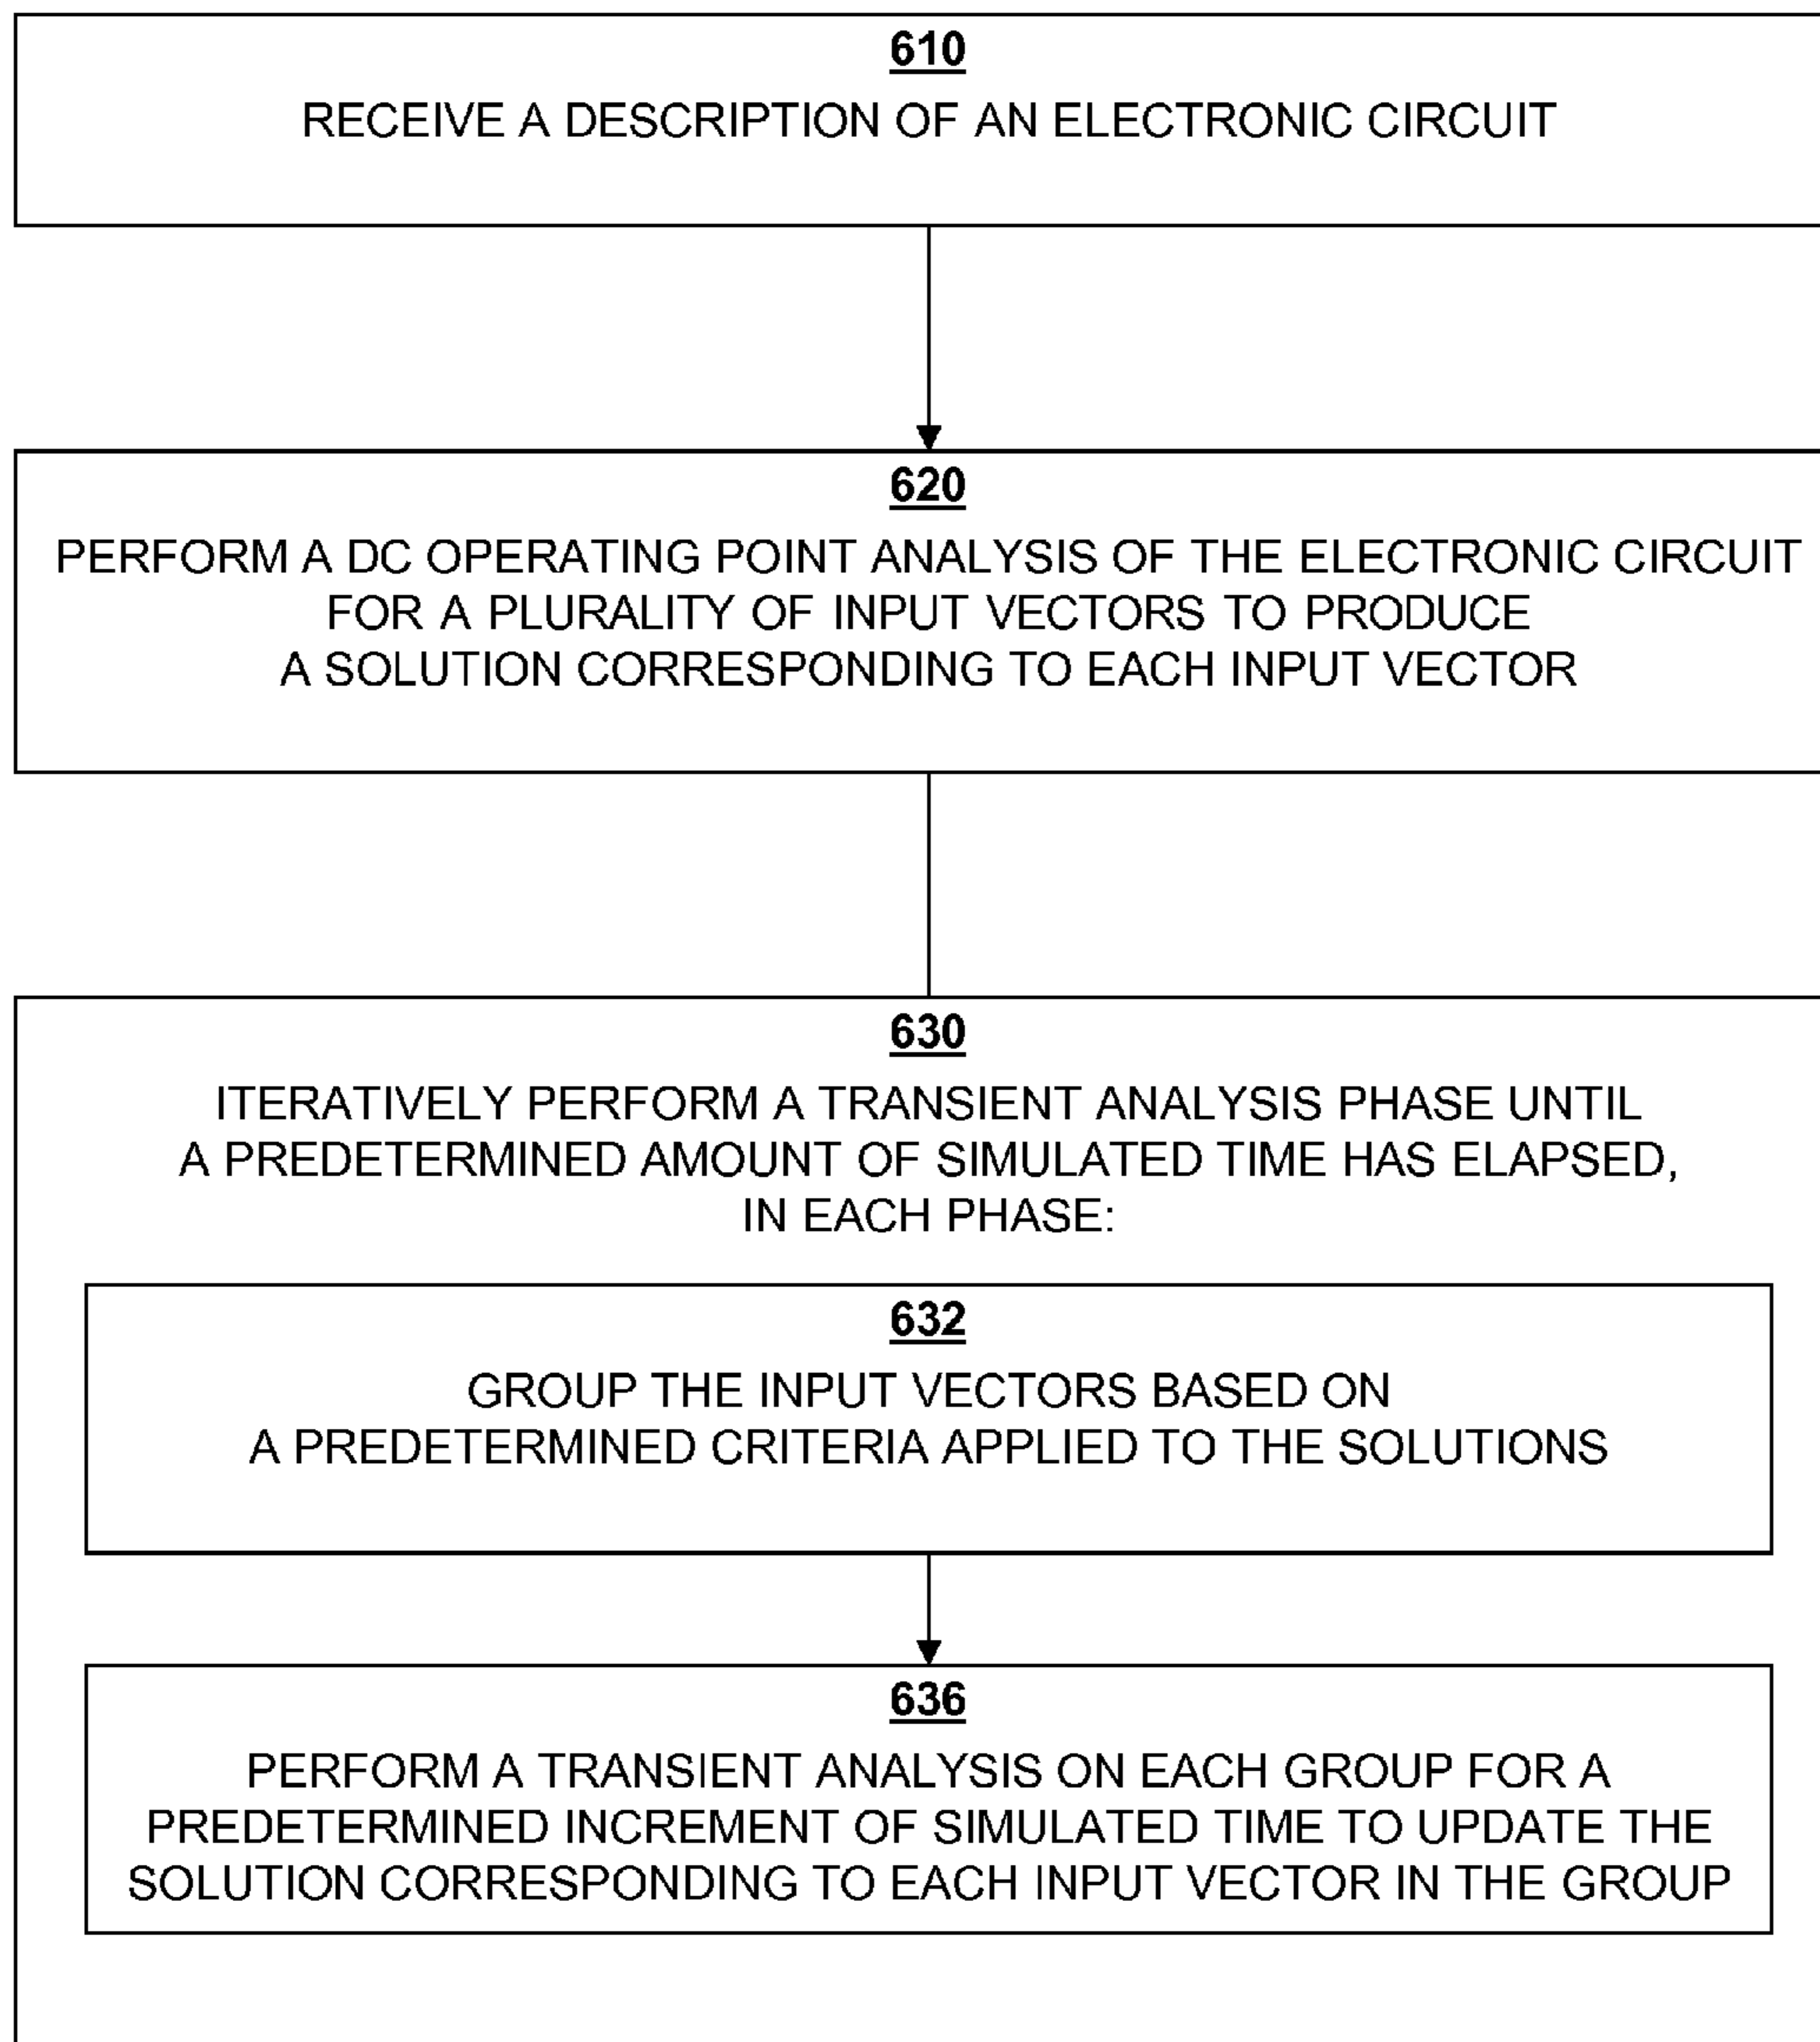 610
RECEIVE A DESCRIPTION OF AN ELECTRONIC CIRCUIT
620
PERFORM A DC OPERATING POINT ANALYSIS OF THE ELECTRONIC CIRCUIT
FOR A PLURALITY OF INPUT VECTORS TO PRODUCE
A SOLUTION CORRESPONDING TO EACH INPUT VECTOR
630
ITERATIVELY PERFORM A TRANSIENT ANALYSIS PHASE UNTIL
A PREDETERMINED AMOUNT OF SIMULATED TIME HAS ELAPSED,
IN EACH PHASE:
632
GROUP THE INPUT VECTORS BASED ON
A PREDETERMINED CRITERIA APPLIED TO THE SOLUTIONS
636
PERFORM A TRANSIENT ANALYSIS ON EACH GROUP FOR A
PREDETERMINED INCREMENT OF SIMULATED TIME TO UPDATE THE
SOLUTION CORRESPONDING TO EACH INPUT VECTOR IN THE GROUP